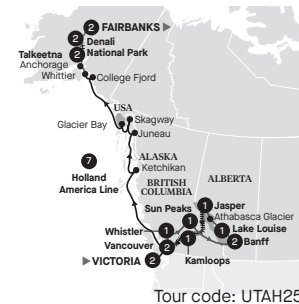 2 FAIRBANKS
2 Denali
Talkeetna 2 National Park
Anchorage
Whittier
College Fjord
USA
Skagway
Glacier Bay
Juneau
7
Holland
America Line
ALASKA
Ketchikan
BRITISH
COLUMBIA
ALBERTA
Sun Peaks 1
1 Jasper
Athabasca Glacier
Whistler 1
1 Lake Louise
Vancouver 2
1
2 Banff
VICTORIA 2
Kamloops
Tour code: UTAH25